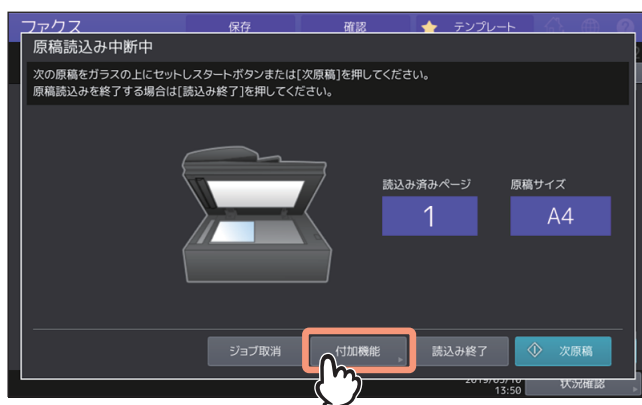 ファクス
保存
確認
テンプレート
原稿読込み中断中
次の原稿をガラスの上にセットしスタートボタンまたは[次原稿]を押してください。
原稿読込みを終了する場合は[読込み終了]を押してください。
読込み済みページ
原稿サイズ
1
A4
ジョブ取消
付加機能
読込み終了
次原稿
13:50
状況確認